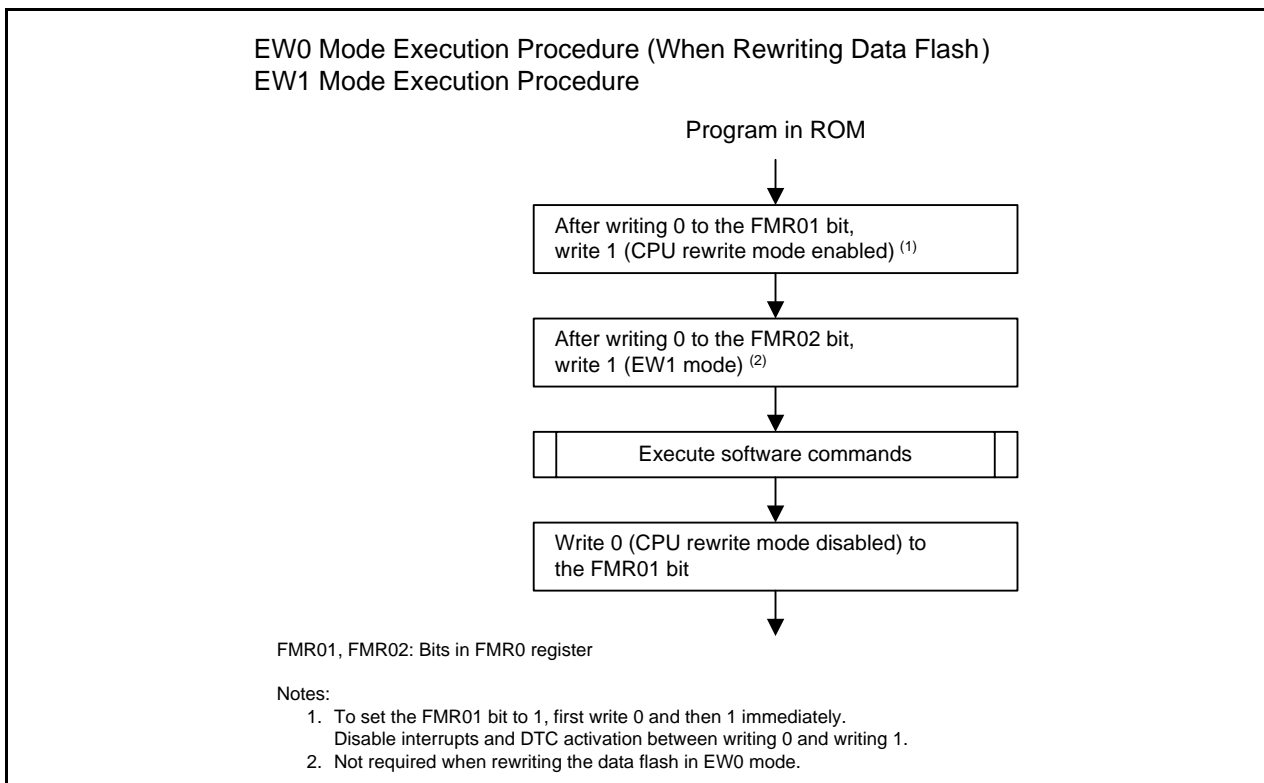 EW0 Mode Execution Procedure (When Rewriting Data Flash)
EW1 Mode Execution Procedure
Program in ROM
After writing 0 to the FMR01 bit,
write 1 (CPU rewrite mode enabled) (1)
After writing 0 to the FMR02 bit,
write 1 (EW1 mode) (2)
Execute software commands
Write 0 (CPU rewrite mode disabled) to
the FMR01 bit
FMR01, FMR02: Bits in FMR0 register
Notes:
1. To set the FMR01 bit to 1, first write 0 and then 1 immediately.
Disable interrupts and DTC activation between writing 0 and writing 1.
2. Not required when rewriting the data flash in EW0 mode.